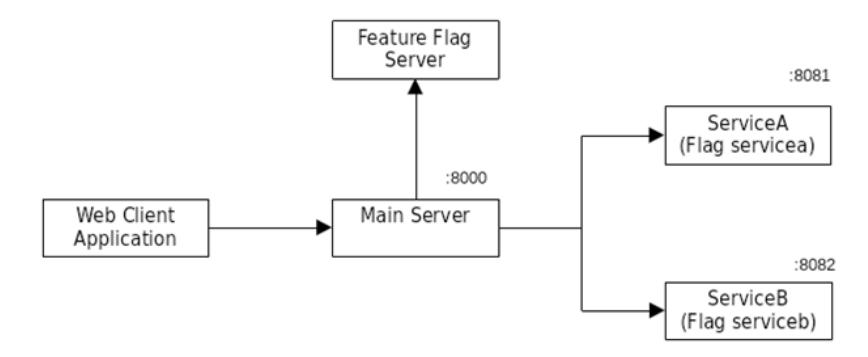 Feature Flag
Server
:8081
ServiceA
(Flag servicea)
:8000
Web Client
Application
Main Server
:8082
ServiceB
(Flag serviceb)